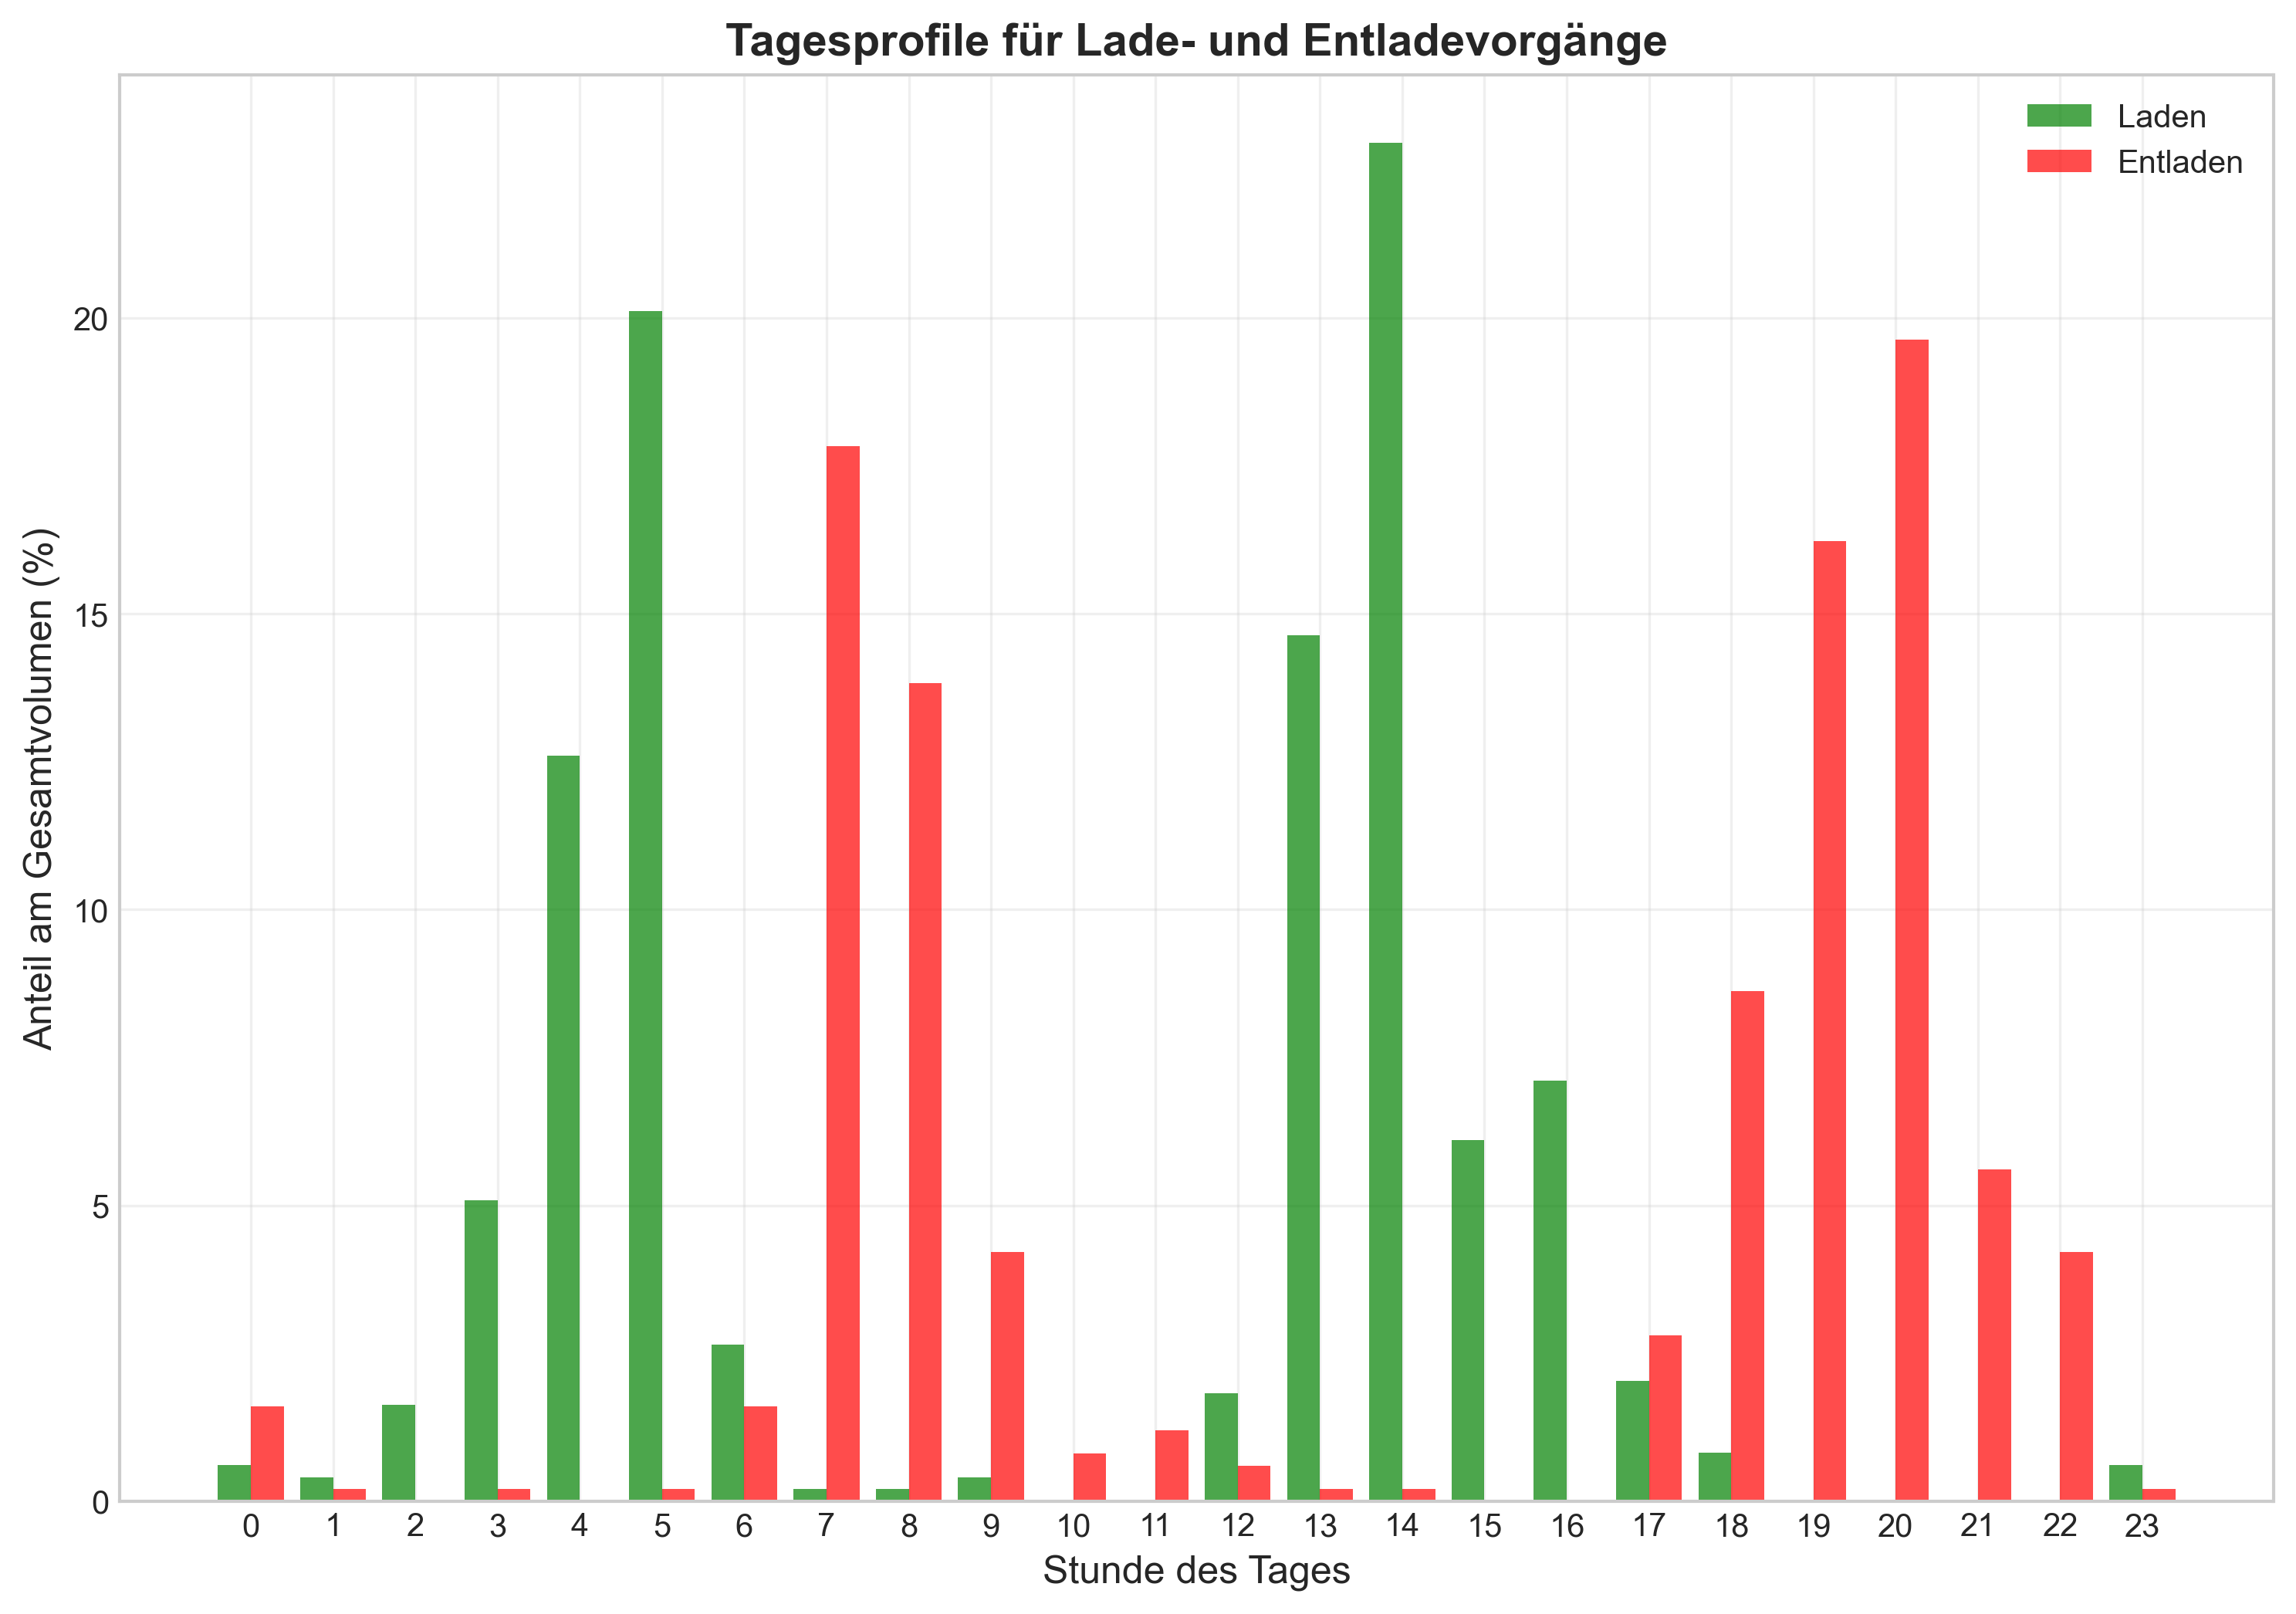 Tagesprofile für Lade- und Entladevorgänge
Laden
Entladen
Anteil am Gesamtvolumen (%)
20
15
10
5
0
0 1 2 3 4 5 6 7 8 9 10 11 12 13 14 15 16 17 18 19 20 21 22 23
Stunde des Tages